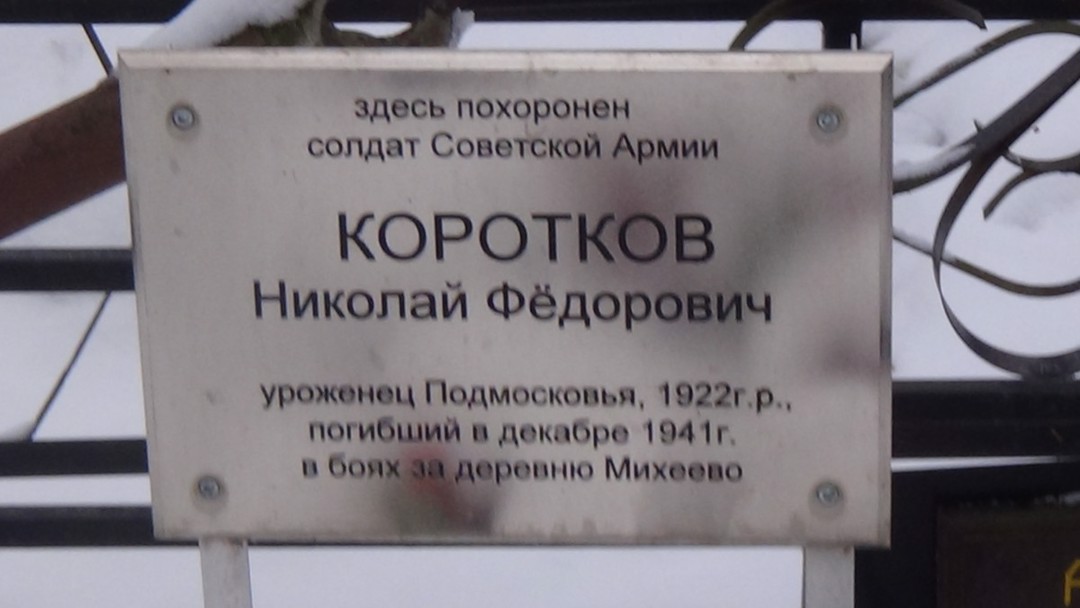 здесь похоронен
солдат Советской Армии
КОРОТКОВ
Николай Фёдорович
уроженец Подмосковья, 1922г.р.,
погибший в декабре 1941г.
в боях за деревню Михеево